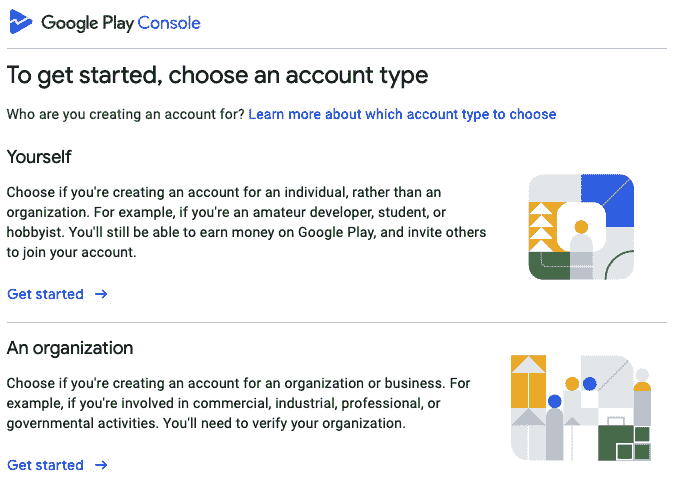 Google Play Console
To get started, choose an account type
Who are you creating an account for? Learn more about which account type to choose
Yourself
Choose if you're creating an account for an individual, rather than an
organization. For example, if you're an amateur developer, student, or
hobbyist. You'll still be able to earn money on Google Play, and invite others
to join your account.
Get started →
An organization
Choose if you're creating an account for an organization or business. For
example, if you're involved in commercial, industrial, professional, or
governmental activities. You'll need to verify your organization.
Get started →